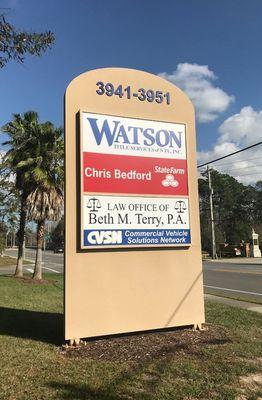 3941-3951
WATSON
TITLE SERVICES OF N. FL., INC.
Chris Bedford StateFarm
LAW OFFICE OF
BETH M. TERRY, P.A.
CVSN Commercial Vehicle
Solutions Network